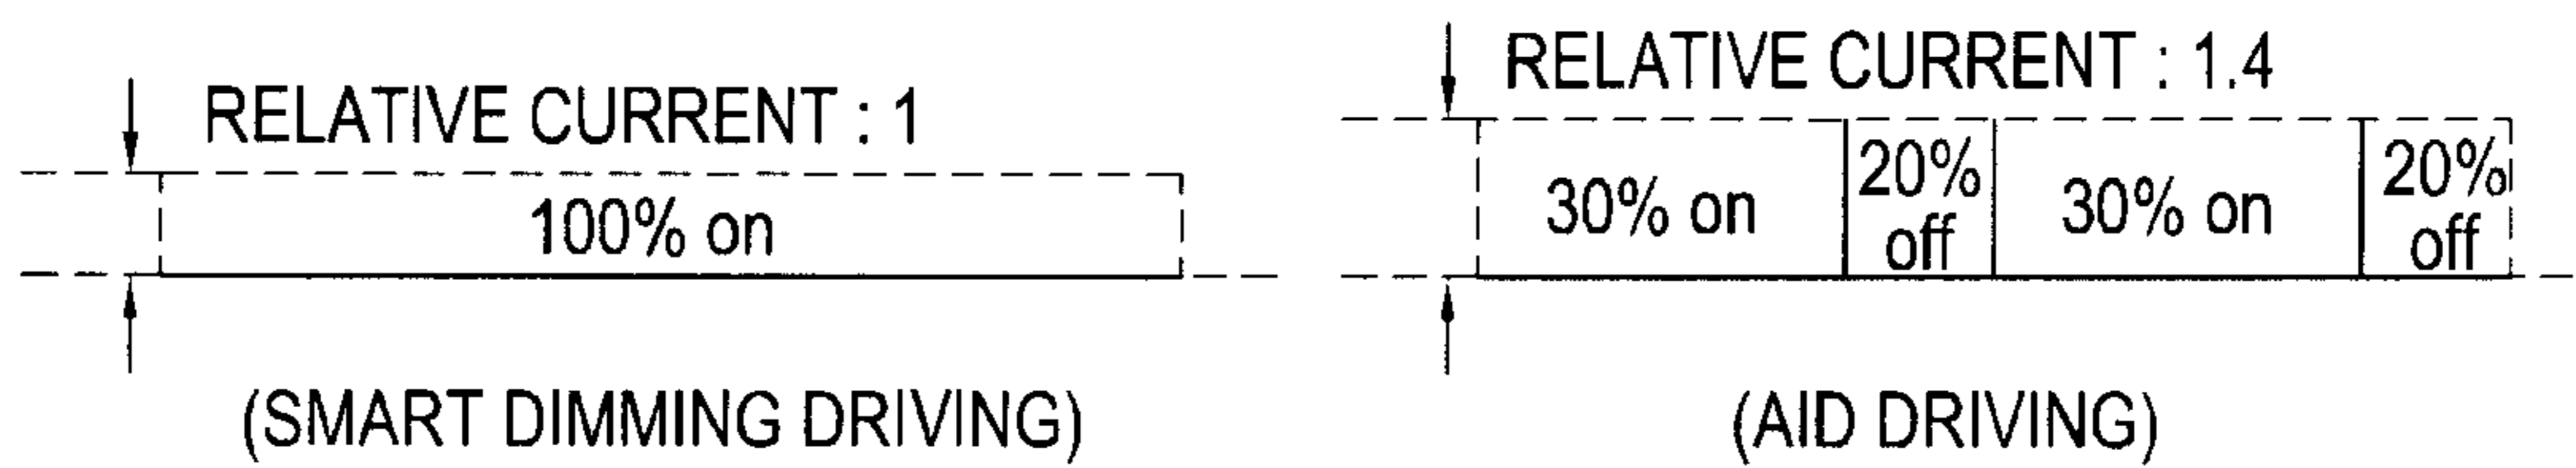 RELATIVE CURRENT : 1
100% on
(SMART DIMMING DRIVING)
RELATIVE CURRENT : 1.4
30% on
20%
off
30% on
20%
off
(AID DRIVING)